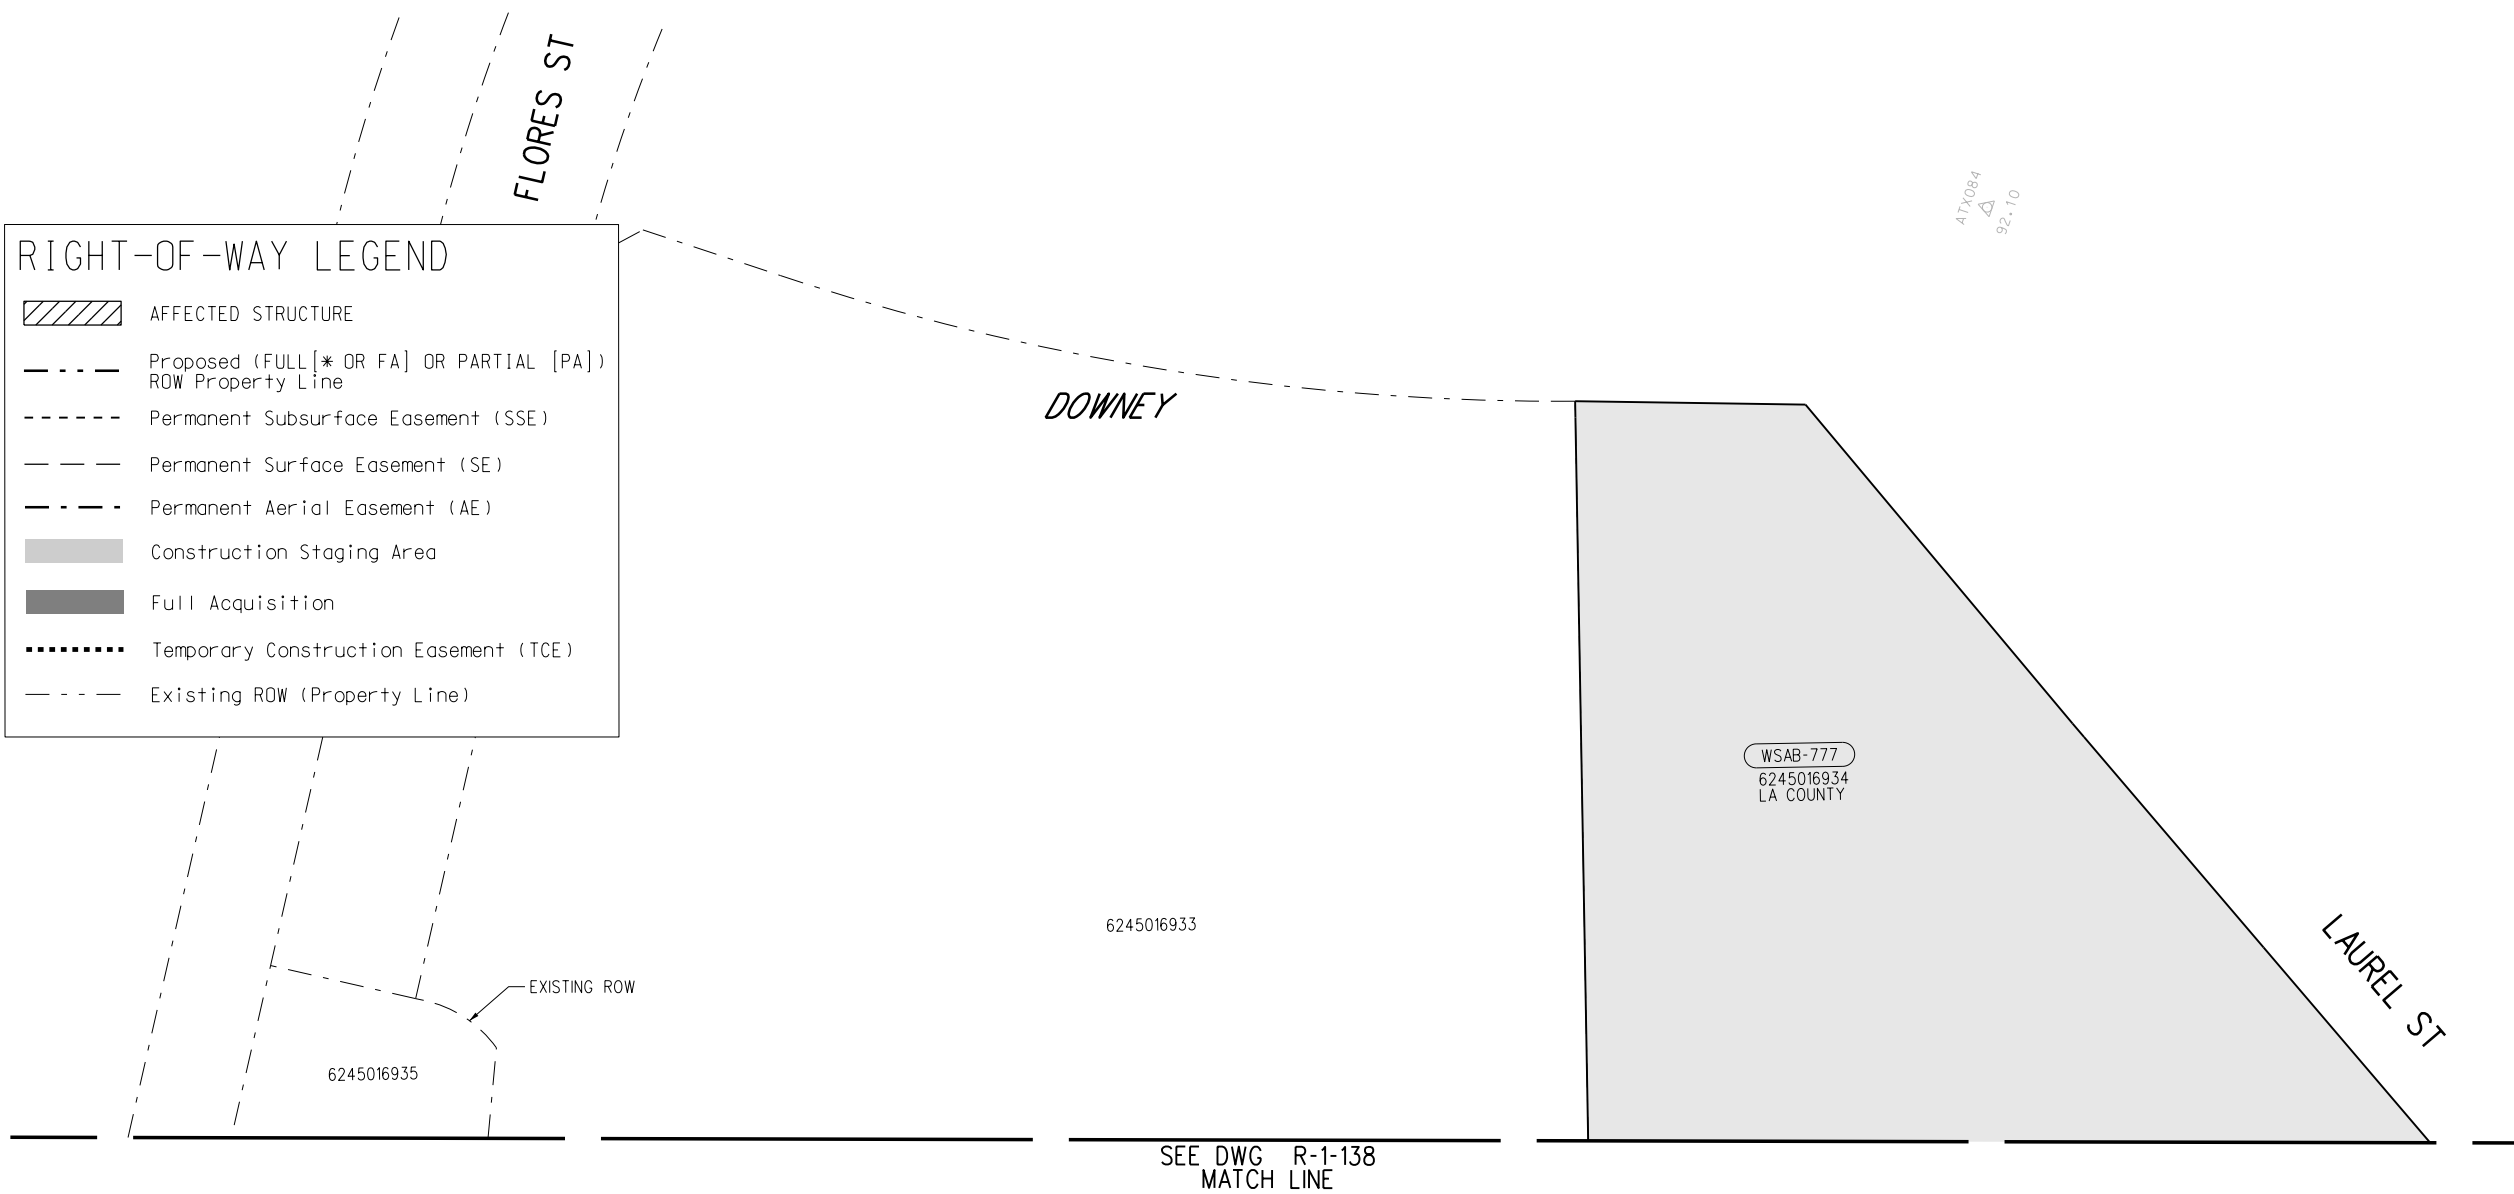 FLORES ST
ATX084
92.10
RIGHT-OF-WAY LEGEND
AFFECTED STRUCTURE
Proposed (FULL[* OR FA] OR PARTIAL [PA])
ROW Property Line
Permanent Subsurface Easement (SSE)
Permanent Surface Easement (SE)
Permanent Aerial Easement (AE)
Construction Staging Area
Full Acquisition
Temporary Construction Easement (TCE)
Existing ROW (Property Line)
DOWNEY
WSAB-777
6245016934
LA COUNTY
6245016933
LAUREL ST
EXISTING ROW
6245016935
SEE DWG R-1-138
MATCH LINE